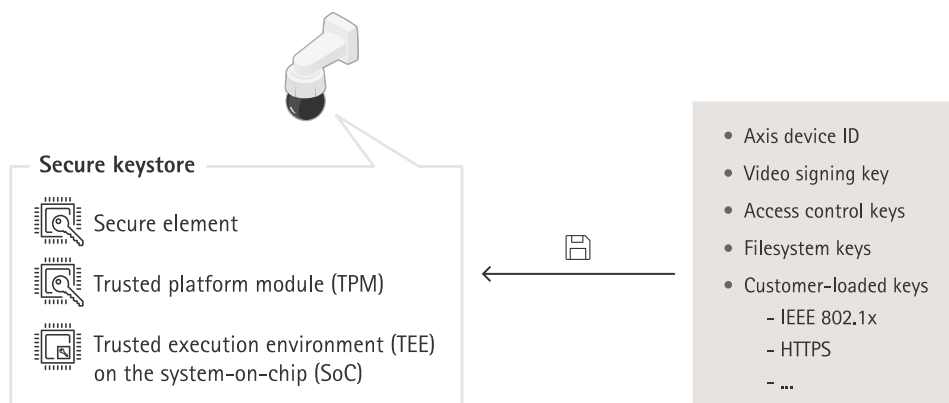 Secure keystore
Secure element
Trusted platform module (TPM)
Trusted execution environment (TEE)
on the system-on-chip (SoC)
• Axis device ID
• Video signing key
• Access control keys
• Filesystem keys
• Customer-loaded keys
- IEEE 802.1x
- HTTPS
- ...